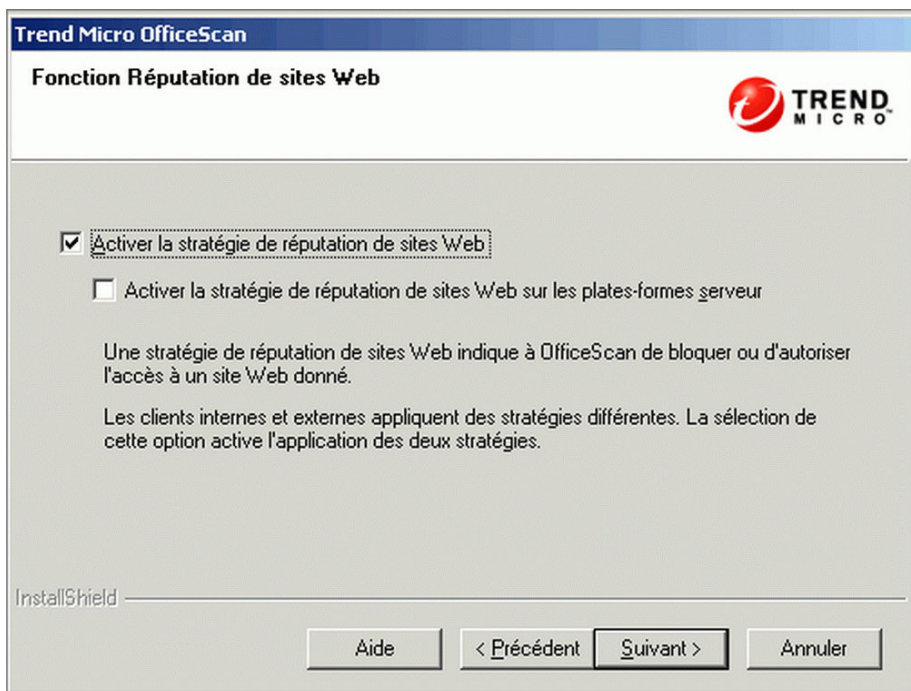 Trend Micro OfficeScan
Fonction Réputation de sites Web
TREND
MICRO™
Activer la stratégie de réputation de sites Web
Activer la stratégie de réputation de sites Web sur les plates-formes serveur
Une stratégie de réputation de sites Web indique à OfficeScan de bloquer ou d'autoriser
l'accès à un site Web donné.
Les clients internes et externes appliquent des stratégies différentes. La sélection de
cette option active l'application des deux stratégies.
InstallShield
Aide
< Précédent
Suivant >
Annuler